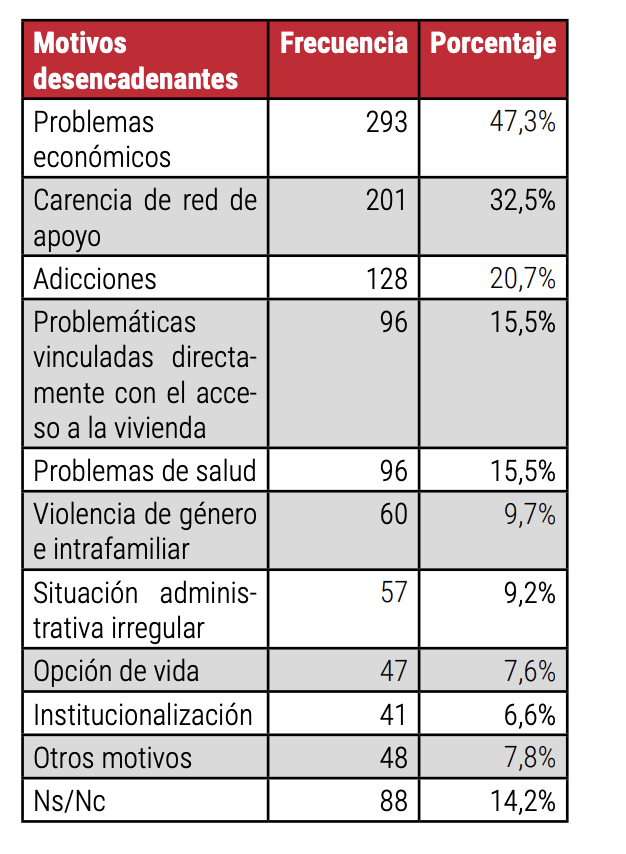 Motivos desencadenantes Frecuencia Porcentaje
Problemas económicos 293 47,3%
Carencia de red de apoyo 201 32,5%
Adicciones 128 20,7%
Problemáticas vinculadas directa-
mente con el acce-
so a la vivienda 96 15,5%
Problemas de salud 96 15,5%
Violencia de género e intrafamiliar 60 9,7%
Situación adminis-
trativa irregular 57 9,2%
Opción de vida 47 7,6%
Institucionalización 41 6,6%
Otros motivos 48 7,8%
Ns/Nc 88 14,2%